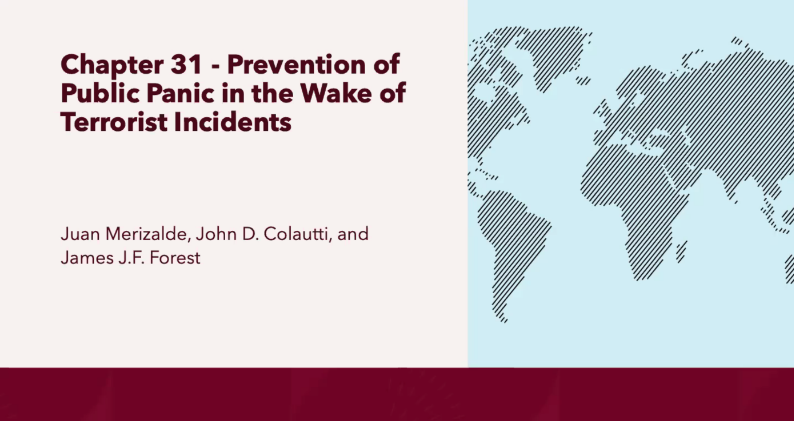 Chapter 31 - Prevention of
Public Panic in the Wake of
Terrorist Incidents
Juan Merizalde, John D. Colautti, and
James J.F. Forest